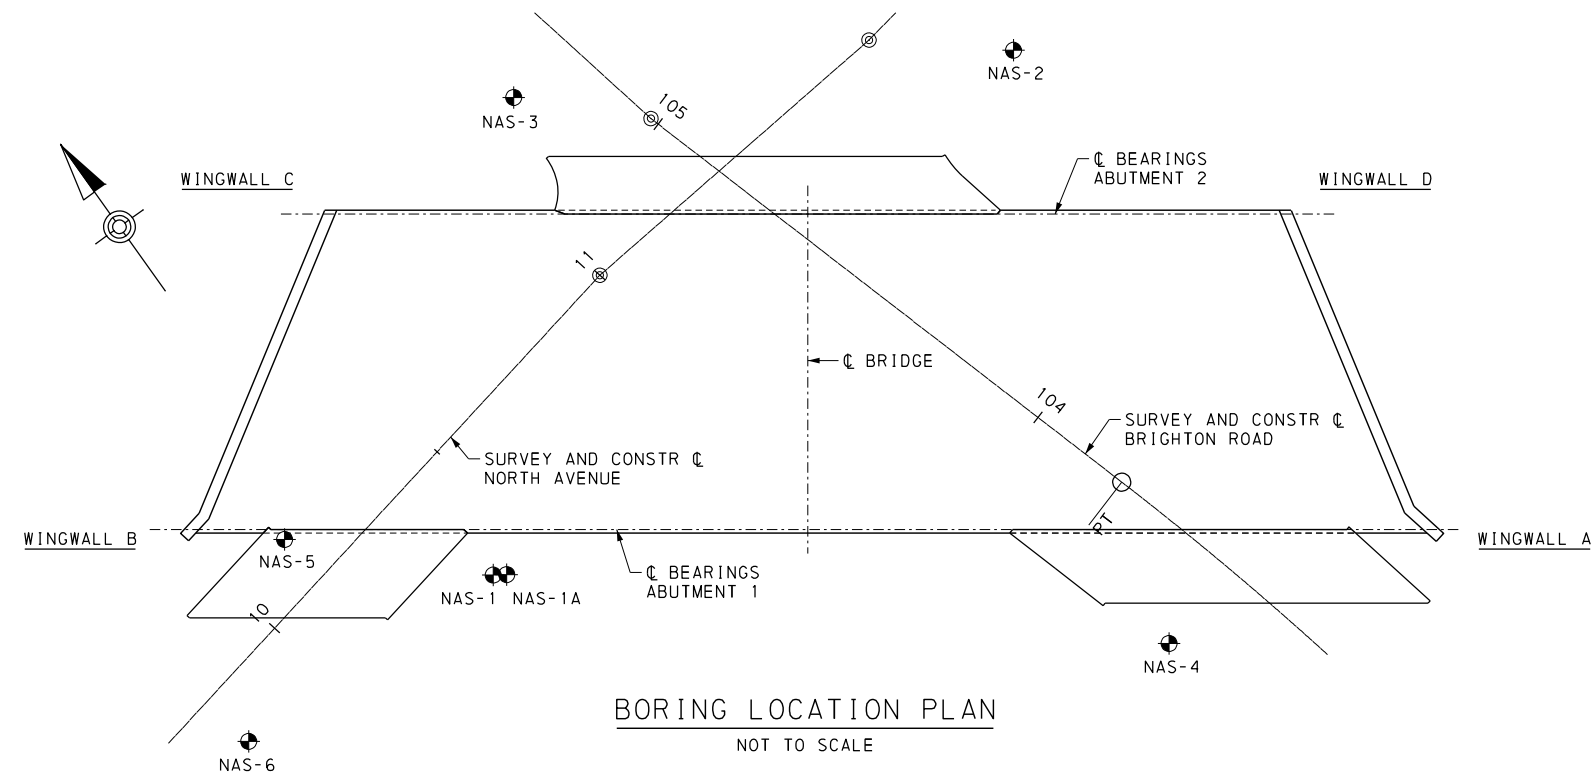 NAS-2
105
NAS-3
℄ BEARINGS
ABUTMENT 2
WINGWALL C
WINGWALL D
11
℄ BRIDGE
104
SURVEY AND CONSTR ℄
BRIGHTON ROAD
SURVEY AND CONSTR ℄
NORTH AVENUE
PT
WINGWALL B
WINGWALL A
NAS-5
℄ BEARINGS
ABUTMENT 1
NAS-1 NAS-1A
10
NAS-4
BORING LOCATION PLAN
NOT TO SCALE
NAS-6